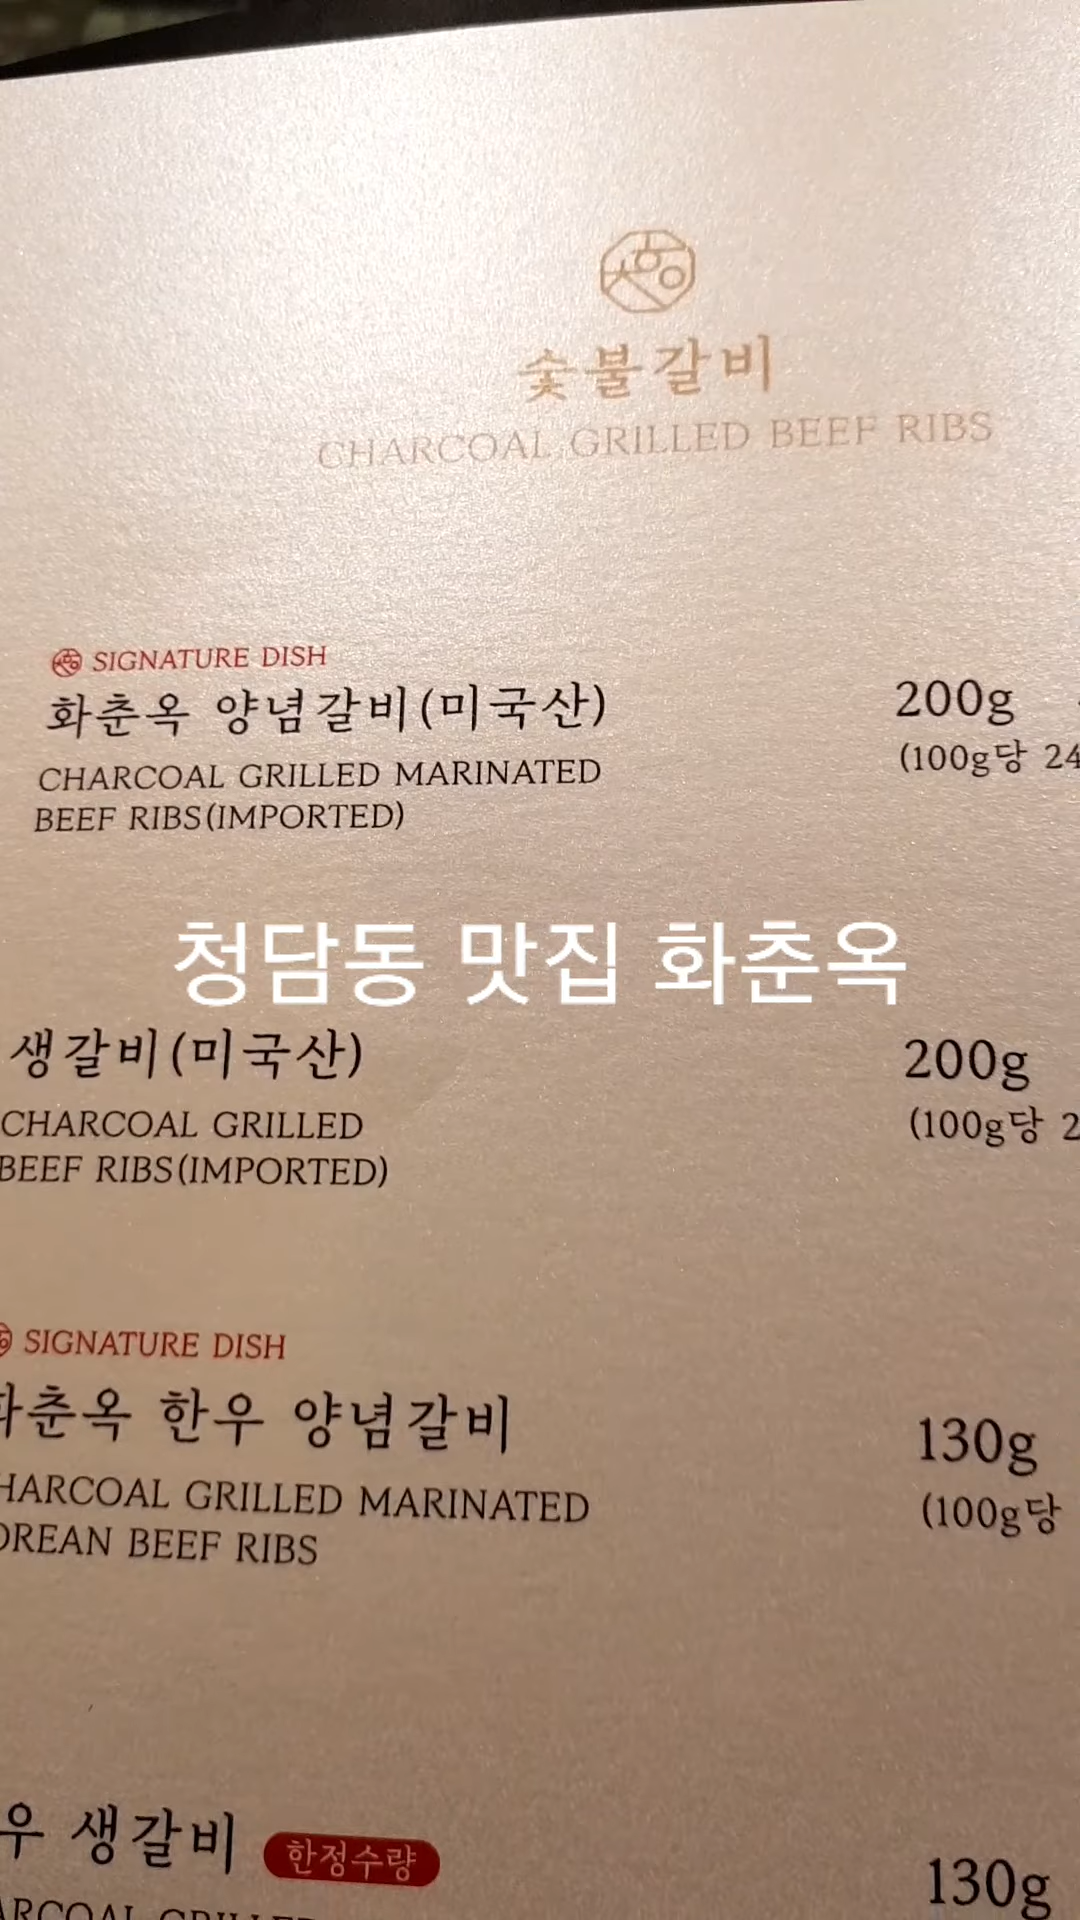 숯불갈비
CHARCOAL GRILLED BEEF RIBS
SIGNATURE DISH
화춘옥 양념갈비(미국산)
200g
(100g당 24
CHARCOAL GRILLED MARINATED
BEEF RIBS(IMPORTED)
청담동 맛집 화춘옥
생갈비(미국산)
200g
(100g당 2
CHARCOAL GRILLED
BEEF RIBS(IMPORTED)
SIGNATURE DISH
화춘옥 한우 양념갈비
130g
(100g당
HARCOAL GRILLED MARINATED
OREAN BEEF RIBS
우 생갈비 한정수량
130g